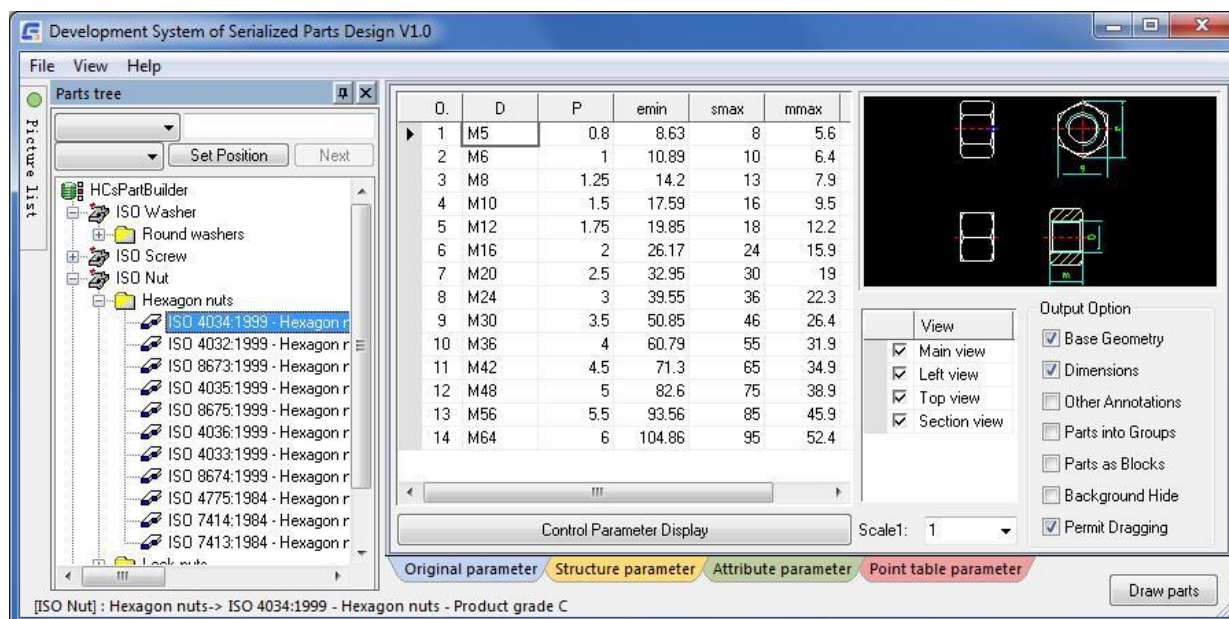 Development System of Serialized Parts Design V1.0
File View Help
Picture list
Parts tree
Set Position Next
HCsPartBuilder
ISO Washer
Round washers
ISO Screw
ISO Nut
Hexagon nuts
ISO 4034:1999 - Hexagon r
ISO 4032:1999 - Hexagon r
ISO 8673:1999 - Hexagon r
ISO 4035:1999 - Hexagon r
ISO 8675:1999 - Hexagon r
ISO 4036:1999 - Hexagon r
ISO 4033:1999 - Hexagon r
ISO 8674:1999 - Hexagon r
ISO 4775:1984 - Hexagon r
ISO 7414:1984 - Hexagon r
ISO 7413:1984 - Hexagon r
O. D P emin smax mmax
1 M5 0.8 8.63 8 5.6
2 M6 1 10.89 10 6.4
3 M8 1.25 14.2 13 7.9
4 M10 1.5 17.59 16 9.5
5 M12 1.75 19.85 18 12.2
6 M16 2 26.17 24 15.9
7 M20 2.5 32.95 30 19
8 M24 3 39.55 36 22.3
9 M30 3.5 50.85 46 26.4
10 M36 4 60.79 55 31.9
11 M42 4.5 71.3 65 34.9
12 M48 5 82.6 75 38.9
13 M56 5.5 93.56 85 45.9
14 M64 6 104.86 95 52.4
Control Parameter Display
m
View
Main view
Left view
Top view
Section view
Scale1: 1
Output Option
Base Geometry
Dimensions
Other Annotations
Parts into Groups
Parts as Blocks
Background Hide
Permit Dragging
Original parameter Structure parameter Attribute parameter Point table parameter
Draw parts
[ISO Nut] : Hexagon nuts-> ISO 4034:1999 - Hexagon nuts - Product grade C